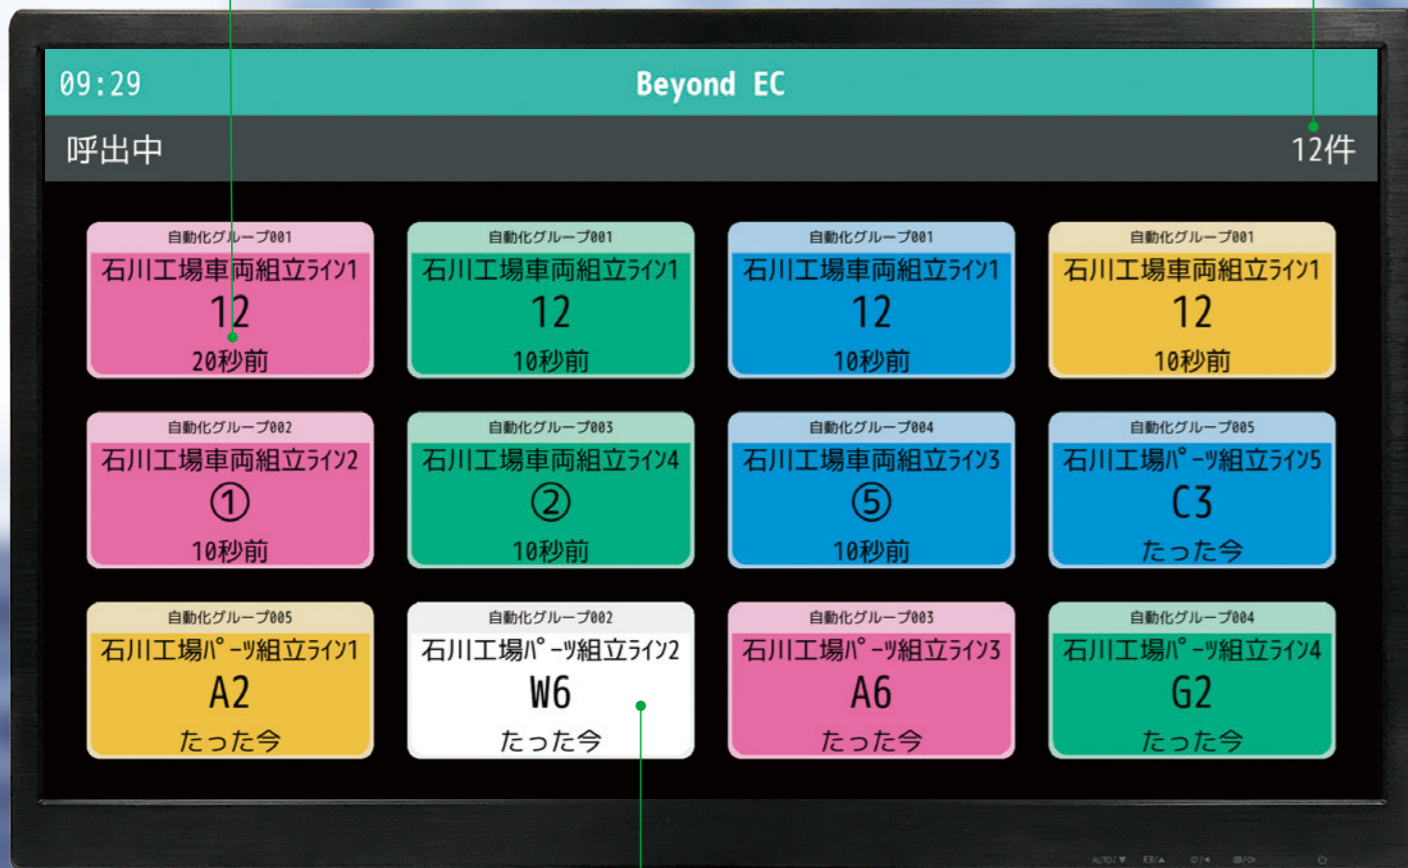 09:29
Beyond EC
呼出中
12件
自動化グループ001
石川工場車両組立ﾗｲﾝ1
12
20秒前
自動化グループ001
石川工場車両組立ﾗｲﾝ1
12
10秒前
自動化グループ001
石川工場車両組立ﾗｲﾝ1
12
10秒前
自動化グループ001
石川工場車両組立ﾗｲﾝ1
12
10秒前
自動化グループ002
石川工場車両組立ﾗｲﾝ2
①
10秒前
自動化グループ003
石川工場車両組立ﾗｲﾝ4
②
10秒前
自動化グループ004
石川工場車両組立ﾗｲﾝ3
⑤
10秒前
自動化グループ005
石川工場ﾊﾟｰﾂ組立ﾗｲﾝ5
C3
たった今
自動化グループ005
石川工場ﾊﾟｰﾂ組立ﾗｲﾝ1
A2
たった今
自動化グループ002
石川工場ﾊﾟｰﾂ組立ﾗｲﾝ2
W6
たった今
自動化グループ003
石川工場ﾊﾟｰﾂ組立ﾗｲﾝ3
A6
たった今
自動化グループ004
石川工場ﾊﾟｰﾂ組立ﾗｲﾝ4
G2
たった今